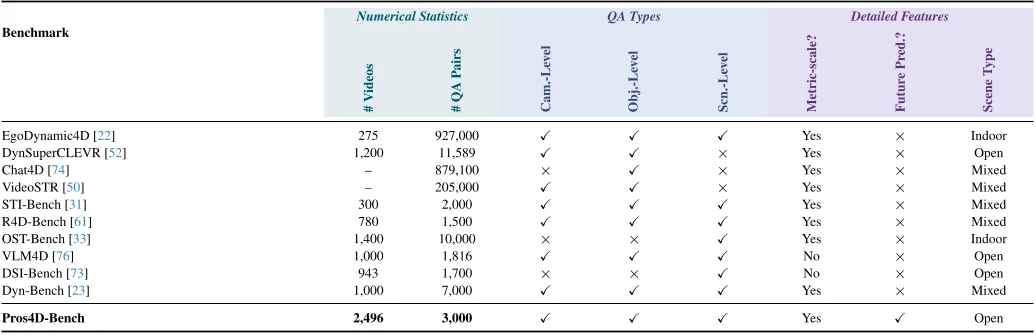 Numerical Statistics QA Types Detailed Features
Benchmark # Videos # QA Pairs Cam.-Level Obj.-Level Scn.-Level Metric-scale? Future Pred.? Scene Type
EgoDynamic4D [22] 275 927,000 ✓ ✓ ✓ Yes × Indoor
DynSuperCLEVR [52] 1,200 11,589 ✓ ✓ × Yes × Open
Chat4D [74] – 879,100 × ✓ × Yes × Mixed
VideoSTR [50] – 205,000 ✓ ✓ × Yes × Mixed
STI-Bench [31] 300 2,000 ✓ ✓ ✓ Yes × Mixed
R4D-Bench [61] 780 1,500 ✓ ✓ ✓ Yes × Mixed
OST-Bench [33] 1,400 10,000 × × ✓ Yes × Indoor
VLM4D [76] 1,000 1,816 ✓ ✓ ✓ No × Open
DSI-Bench [73] 943 1,700 × × ✓ No × Open
Dyn-Bench [23] 1,000 7,000 ✓ ✓ ✓ Yes × Mixed
Pros4D-Bench 2,496 3,000 ✓ ✓ ✓ Yes ✓ Open